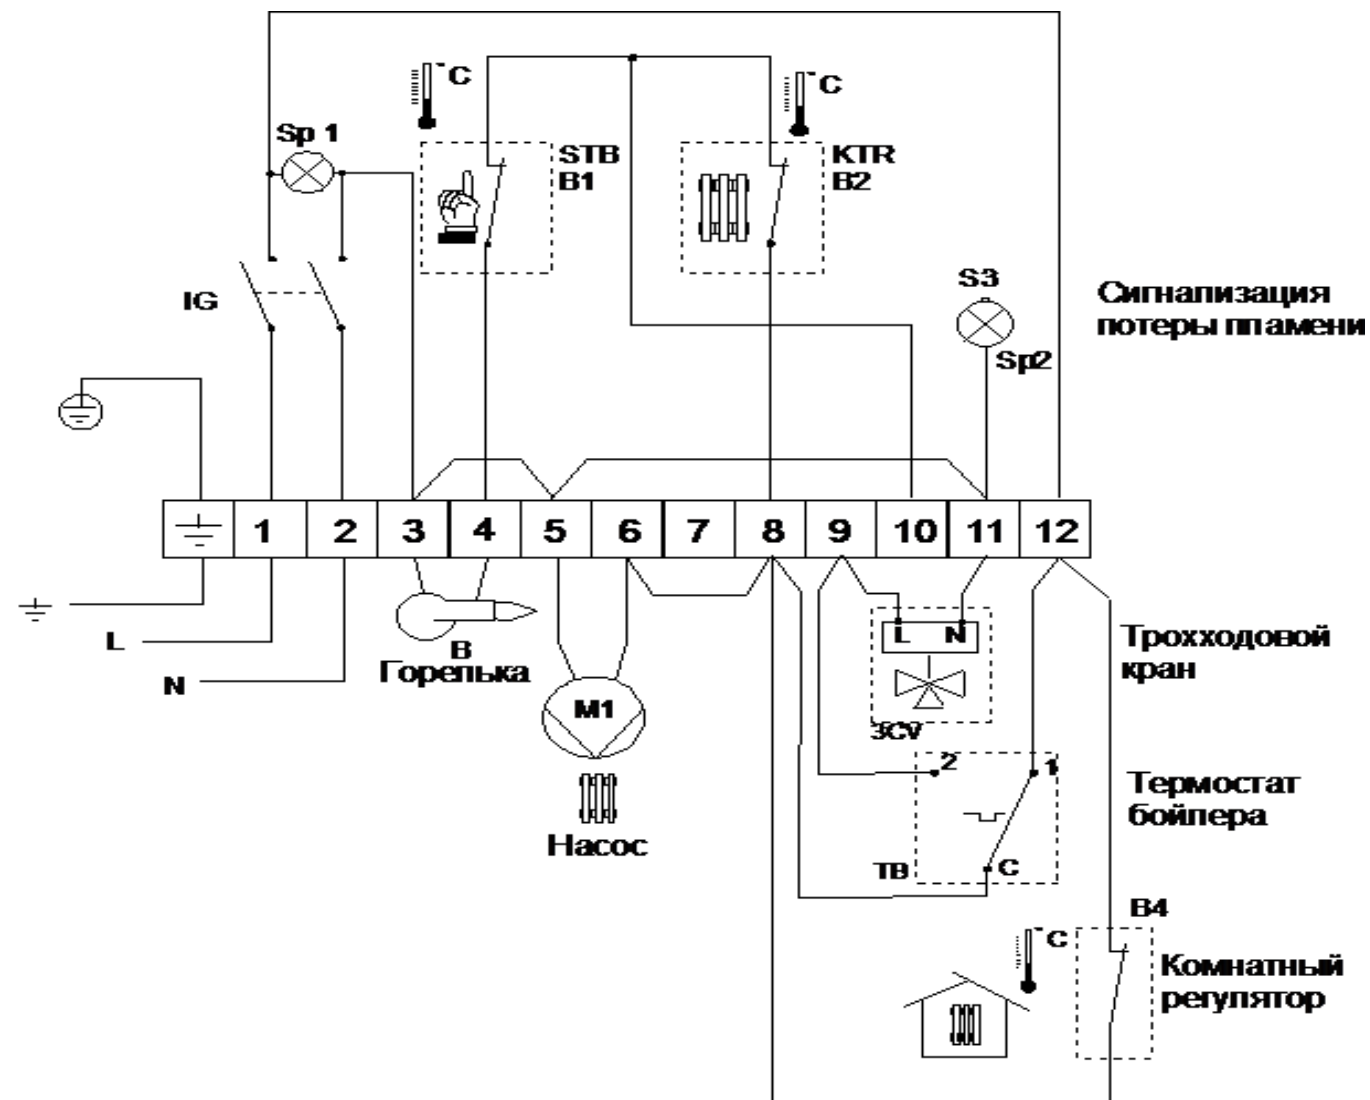 °C
°C
Sp 1
STB
B1
KTR
B2
IG
S3
Sp2
Сигнализация
потеры пламени
1 2 3 4 5 6 7 8 9 10 11 12
L
N
B
Горелька
M1
Насос
L N
3CV
Трохходовой
кран
2
1
C
TB
Термостат
бойлера
B4
°C
Комнатный
регулятор